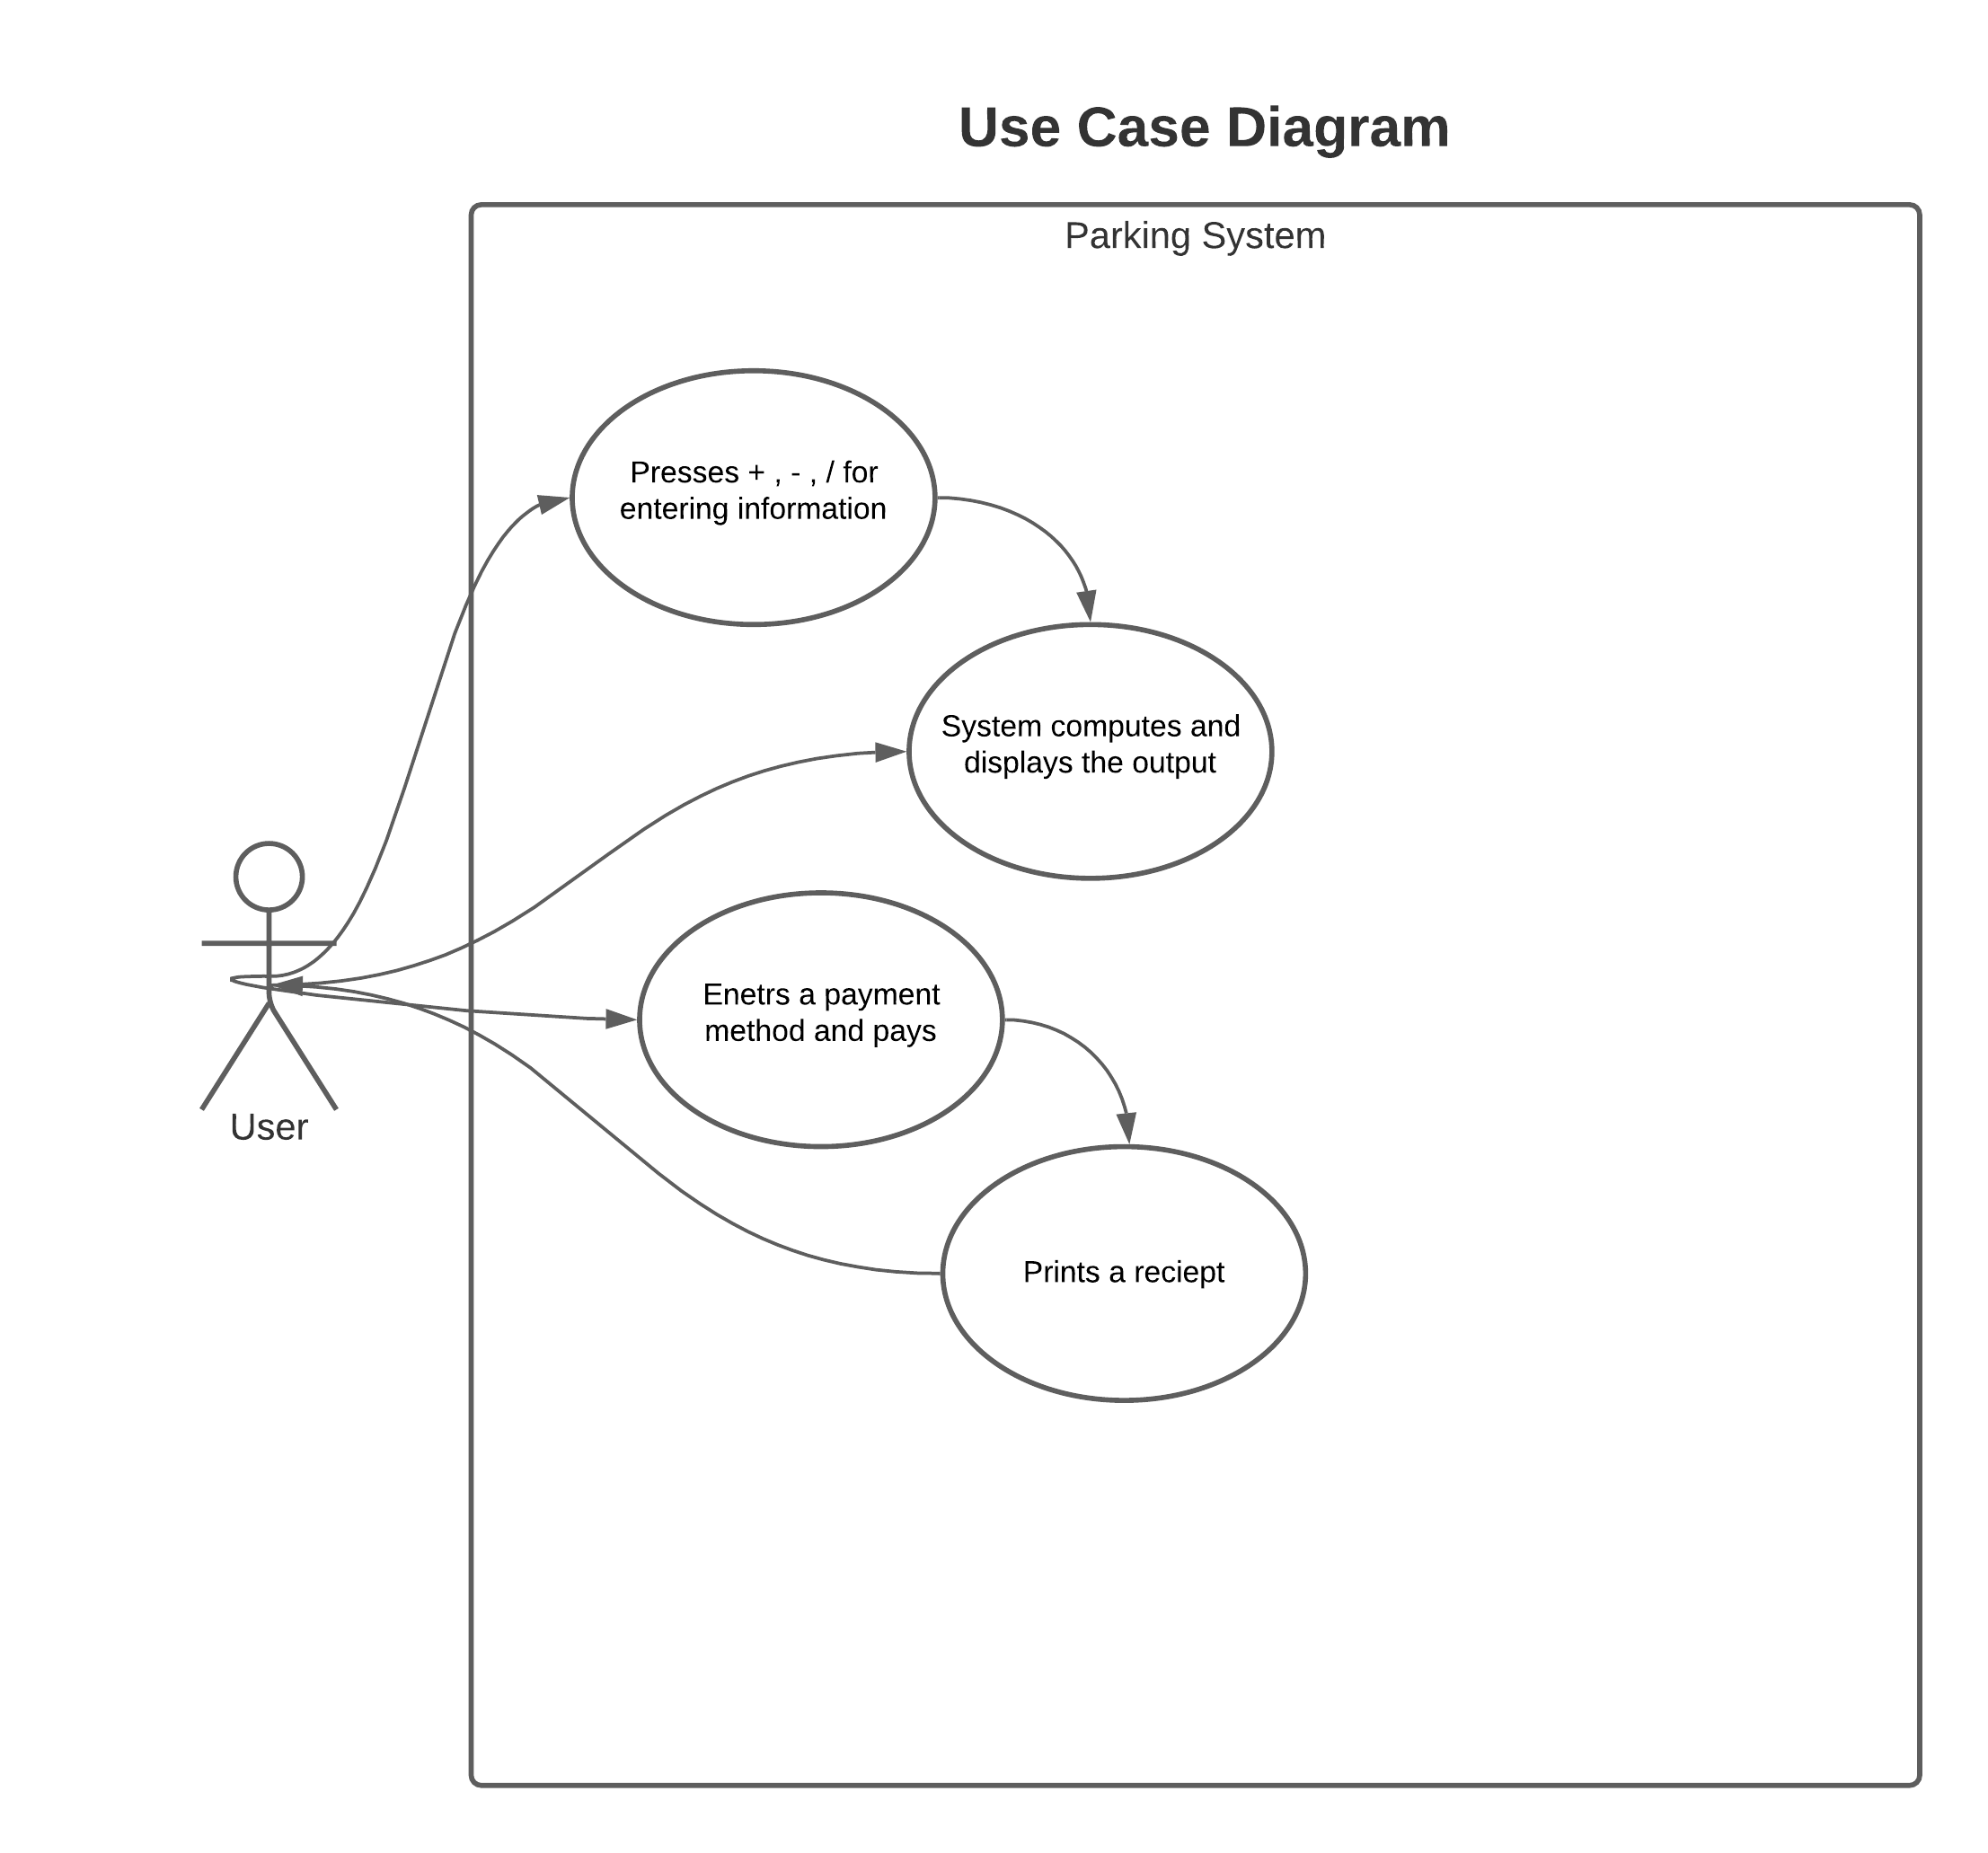 Use Case Diagram
Parking System
Presses + , - , / for
entering information
System computes and
displays the output
Enetrs a payment
method and pays
User
Prints a reciept